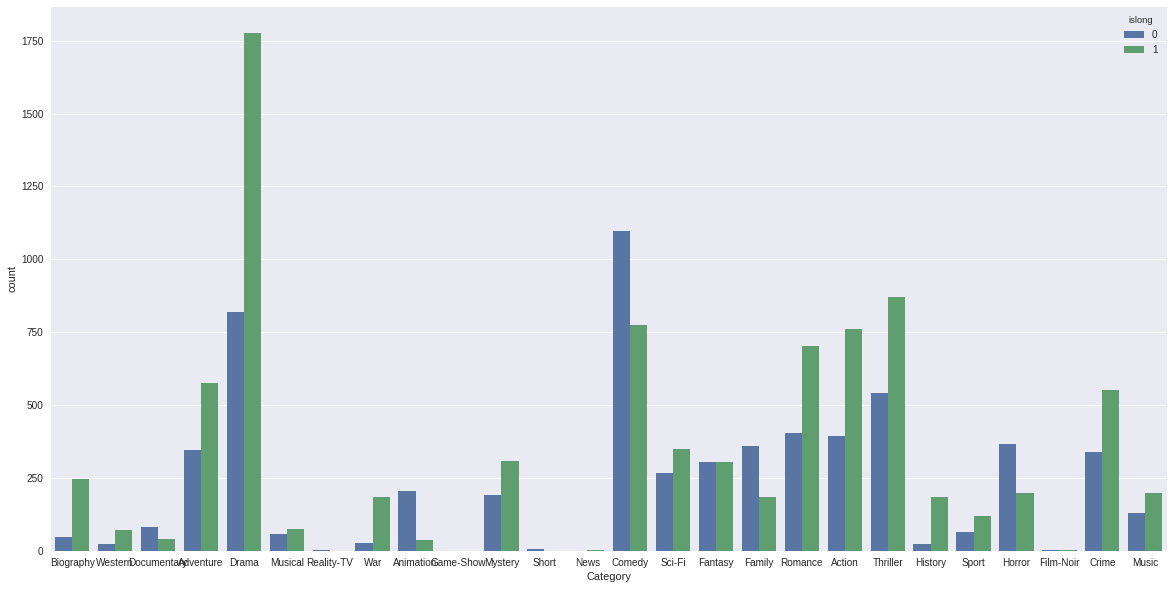 islong
0
1
1750
1500
1250
1000
750
500
250
0
count
Biography Western Documentary Adventure Drama Musical Reality-TV War Animation Game-Show Mystery Short News Comedy Sci-Fi Fantasy Family Romance Action Thriller History Sport Horror Film-Noir Crime Music
Category